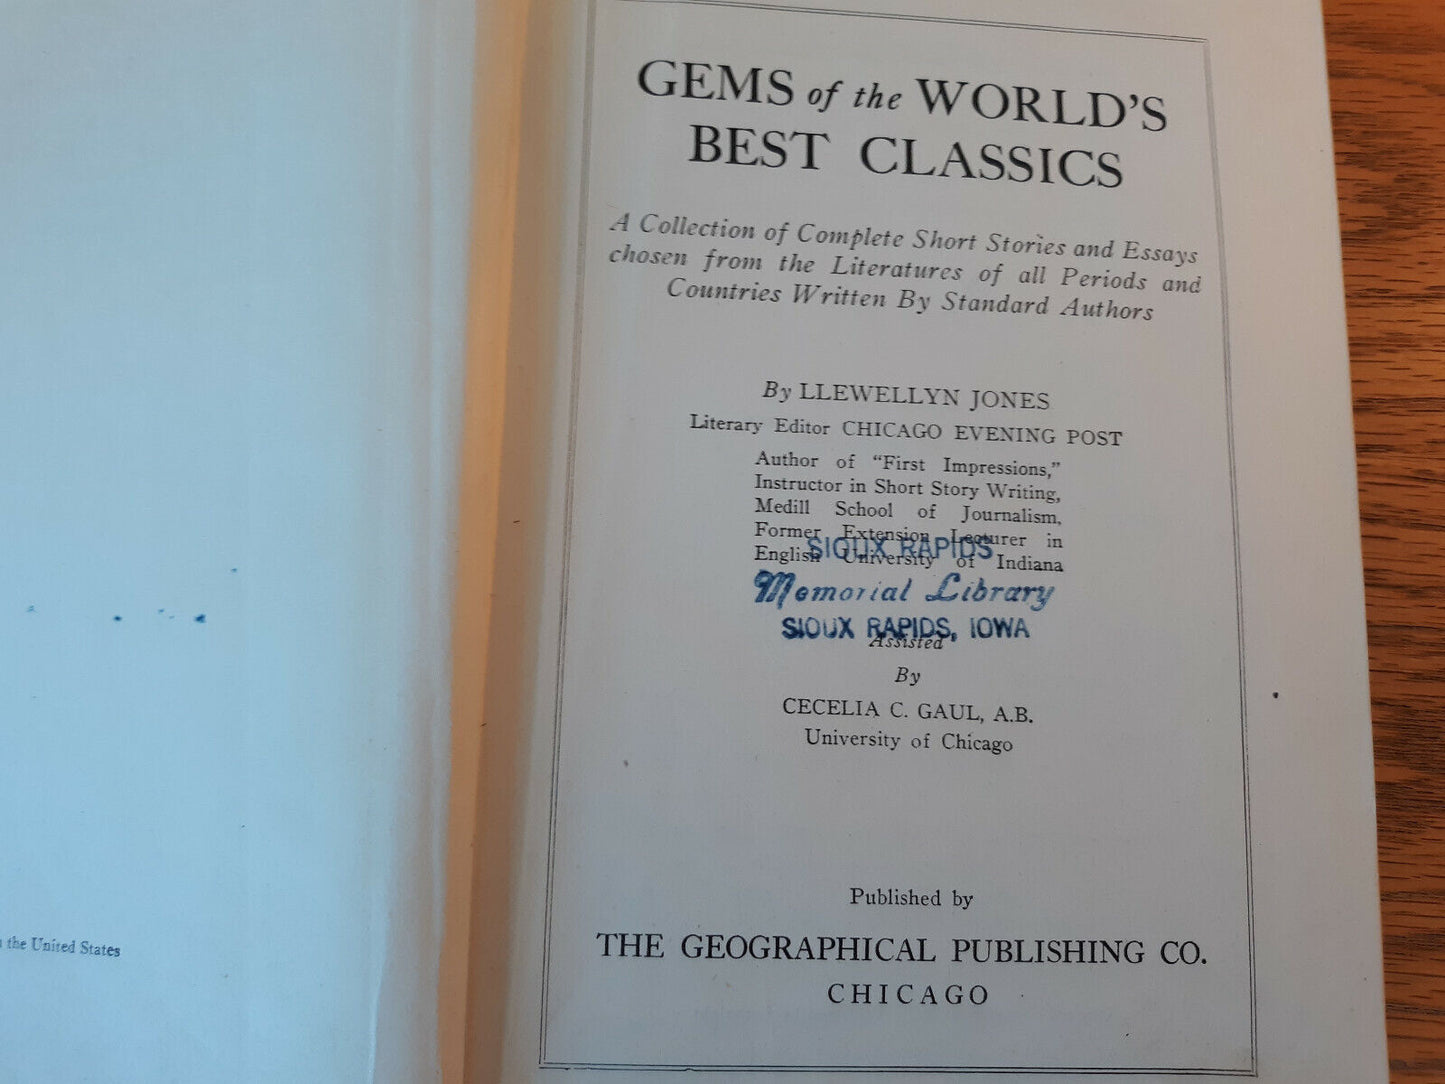 GEMS of the WORLD'S
BEST CLASSICS
A Collection of Complete Short Stories and Essays
chosen from the Literatures of all Periods and
Countries Written By Standard Authors
By LLEWELLYN JONES
Literary Editor CHICAGO EVENING POST
Author of "First Impressions,"
Instructor in Short Story Writing,
Medill School of Journalism,
Former Extension Lecturer in
English University of Indiana
SIOUX RAPIDS
Memorial Library
SIOUX RAPIDS, IOWA
Assisted
By
CECELIA C. GAUL, A.B.
University of Chicago
Published by
THE GEOGRAPHICAL PUBLISHING CO.
CHICAGO
the United States